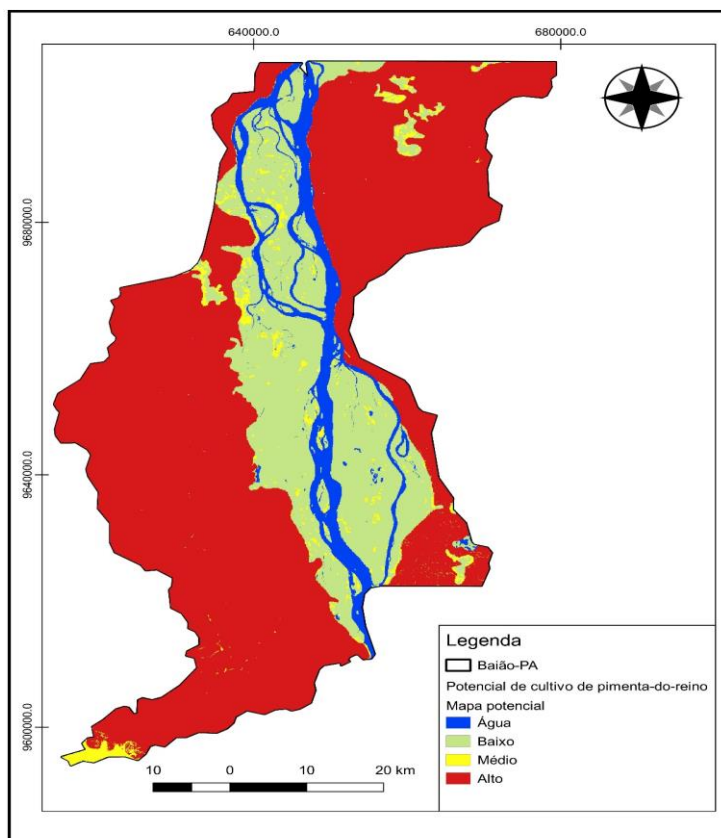 640000.0 680000.0
9680000.0
9640000.0
9600000.0
Legenda
Baião-PA
Potencial de cultivo de pimenta-do-reino
Mapa potencial
Água
Baixo
Médio
Alto
10 0 10 20 km